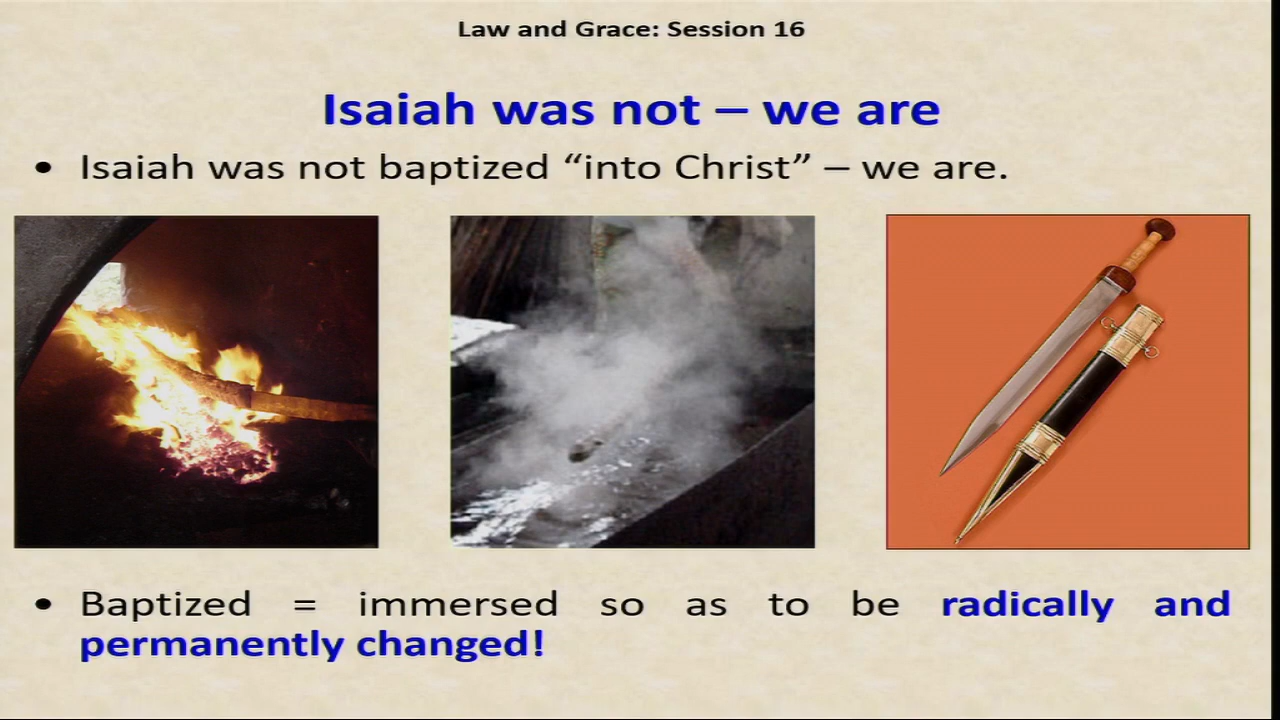 Law and Grace: Session 16
Isaiah was not – we are
• Isaiah was not baptized “into Christ” – we are.
• Baptized = immersed so as to be radically and
permanently changed!